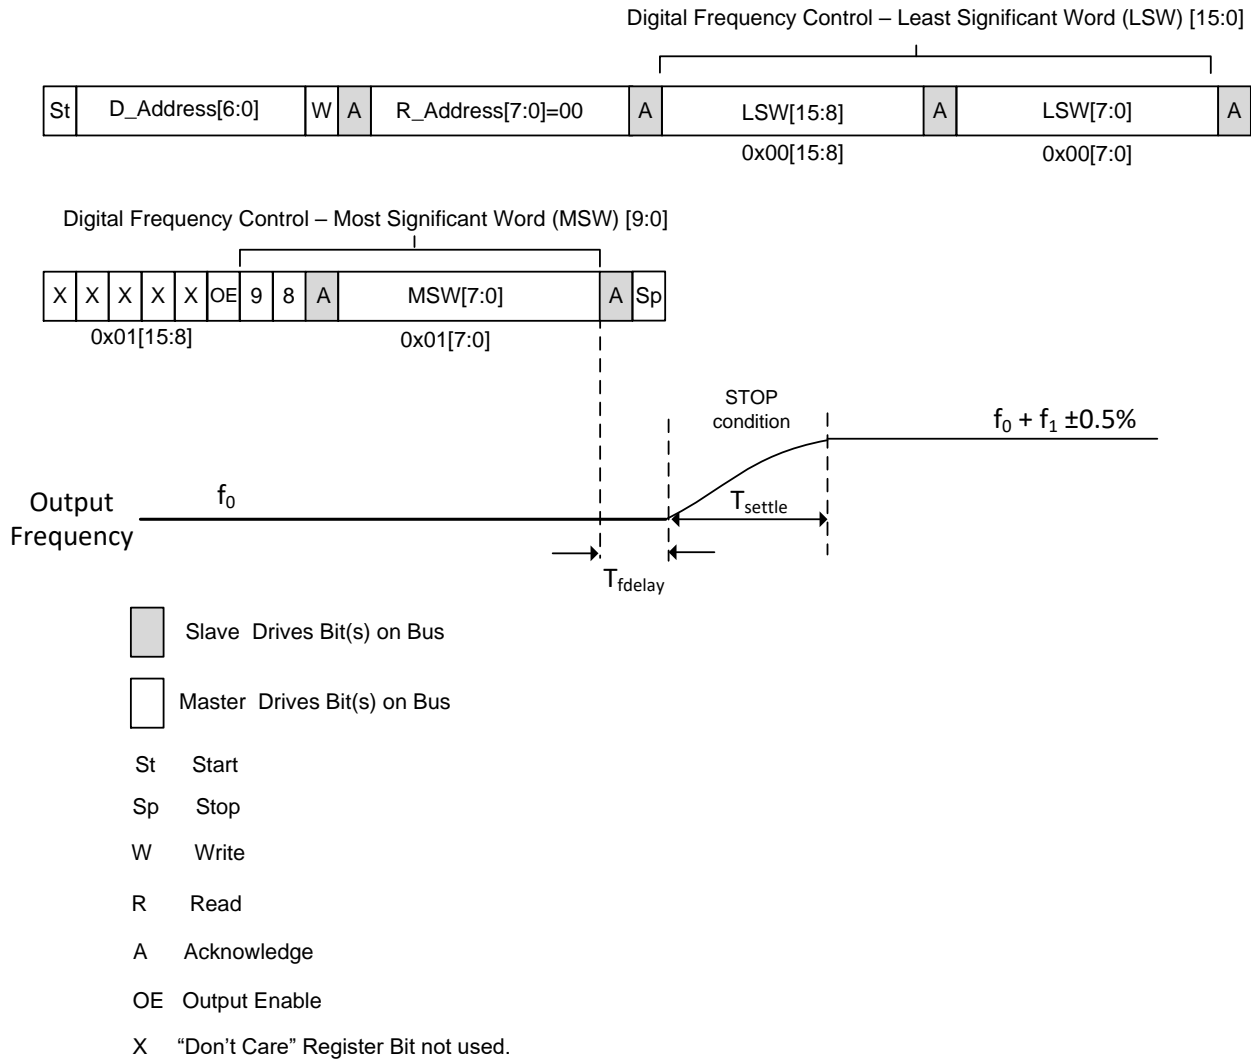 Digital Frequency Control – Least Significant Word (LSW) [15:0]
St D_Address[6:0] W A R_Address[7:0]=00 A LSW[15:8] A LSW[7:0] A
0x00[15:8] 0x00[7:0]
Digital Frequency Control – Most Significant Word (MSW) [9:0]
X X X X X OE 9 8 A MSW[7:0] A Sp
0x01[15:8] 0x01[7:0]
STOP
condition
f0 + f1 ±0.5%
Output
Frequency
f0
Tsettle
Tfdelay
Slave Drives Bit(s) on Bus
Master Drives Bit(s) on Bus
St Start
Sp Stop
W Write
R Read
A Acknowledge
OE Output Enable
X “Don’t Care” Register Bit not used.